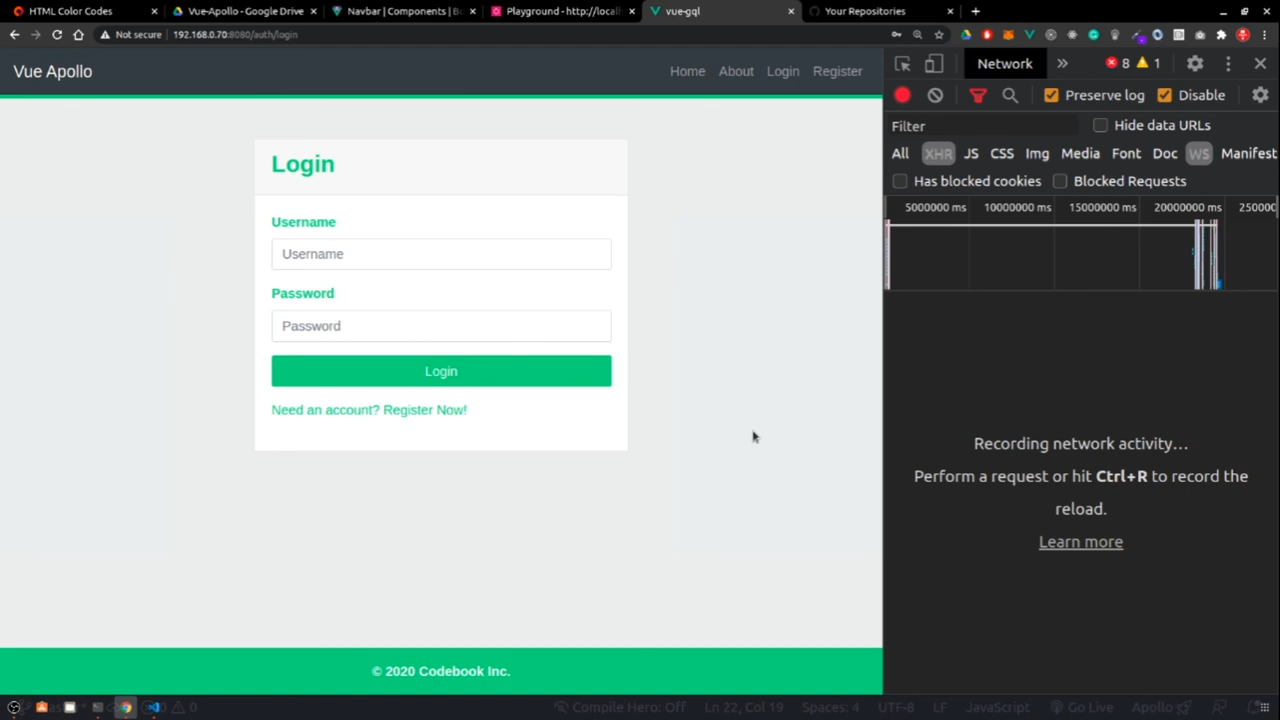 HTML Color Codes
Vue-Apollo - Google Drive
Navbar | Components | Bo
Playground - http://localh
vue-gql
Your Repositories
Not secure
192.168.0.70:8080/auth/login
Vue Apollo
Home
About
Login
Register
Login
Username
Username
Password
Password
Login
Need an account? Register Now!
© 2020 Codebook Inc.
Network
8
1
Preserve log
Disable
Filter
Hide data URLs
All
XHR
JS
CSS
Img
Media
Font
Doc
WS
Manifest
Has blocked cookies
Blocked Requests
5000000 ms
10000000 ms
15000000 ms
20000000 ms
250000
Recording network activity…
Perform a request or hit Ctrl+R to record the
reload.
Learn more
0
Compile Hero: Off
Ln 22, Col 19
Spaces: 4
UTF-8
LF
JavaScript
Go Live
Apollo